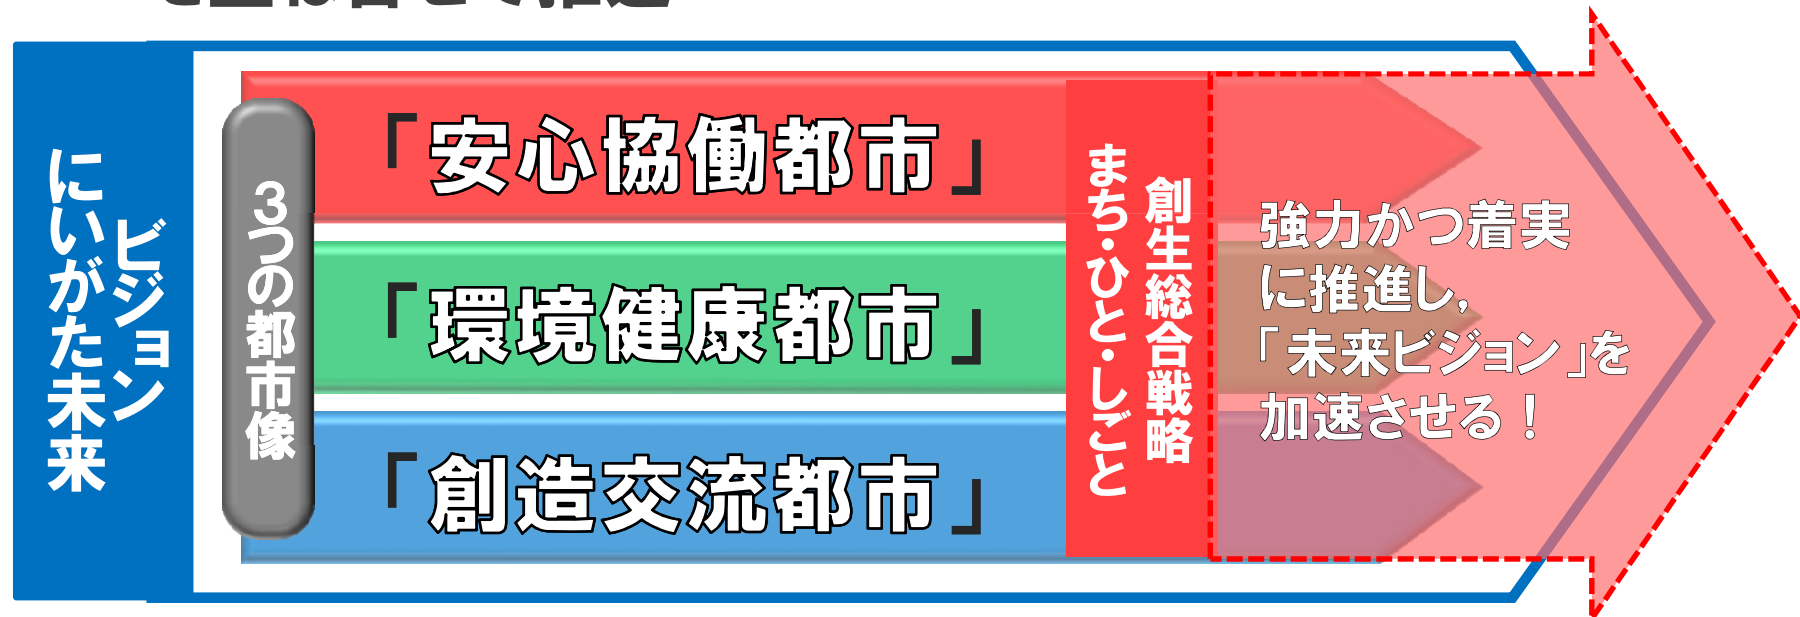 にいがた未来
ビジョン
3つの都市像
「安心協働都市」
「環境健康都市」
「創造交流都市」
まち・ひと・しごと
創生総合戦略
強力かつ着実
に推進し,
「未来ビジョン」を
加速させる！